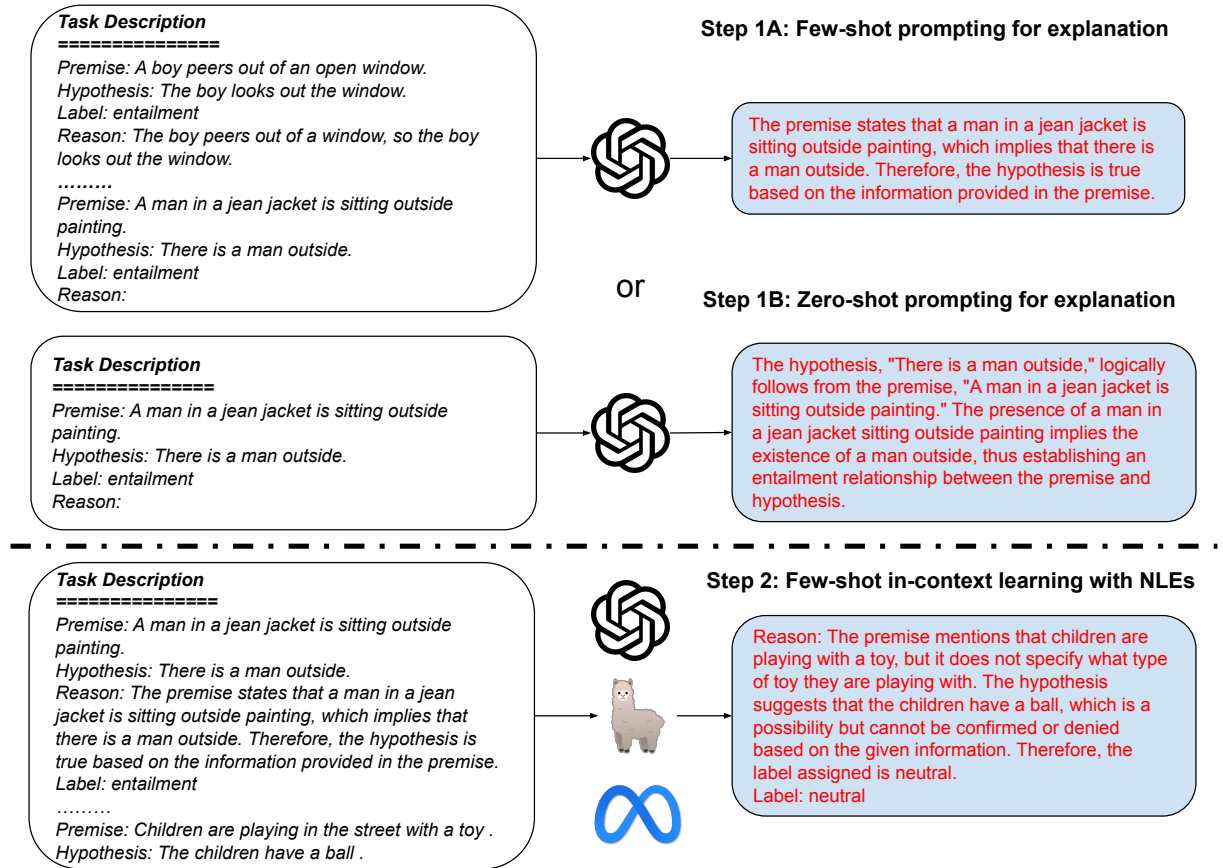 Task Description
===============
Premise: A boy peers out of an open window.
Hypothesis: The boy looks out the window.
Label: entailment
Reason: The boy peers out of a window, so the boy
looks out the window.
.........
Premise: A man in a jean jacket is sitting outside
painting.
Hypothesis: There is a man outside.
Label: entailment
Reason:
Step 1A: Few-shot prompting for explanation
The premise states that a man in a jean jacket is
sitting outside painting, which implies that there is
a man outside. Therefore, the hypothesis is true
based on the information provided in the premise.
or
Step 1B: Zero-shot prompting for explanation
Task Description
===============
Premise: A man in a jean jacket is sitting outside
painting.
Hypothesis: There is a man outside.
Label: entailment
Reason:
The hypothesis, "There is a man outside," logically
follows from the premise, "A man in a jean jacket is
sitting outside painting." The presence of a man in
a jean jacket sitting outside painting implies the
existence of a man outside, thus establishing an
entailment relationship between the premise and
hypothesis.
Task Description
===============
Premise: A man in a jean jacket is sitting outside
painting.
Hypothesis: There is a man outside.
Reason: The premise states that a man in a jean
jacket is sitting outside painting, which implies that
there is a man outside. Therefore, the hypothesis is
true based on the information provided in the premise.
Label: entailment
.........
Premise: Children are playing in the street with a toy .
Hypothesis: The children have a ball .
Step 2: Few-shot in-context learning with NLEs
Reason: The premise mentions that children are
playing with a toy, but it does not specify what type
of toy they are playing with. The hypothesis
suggests that the children have a ball, which is a
possibility but cannot be confirmed or denied
based on the given information. Therefore, the
label assigned is neutral.
Label: neutral